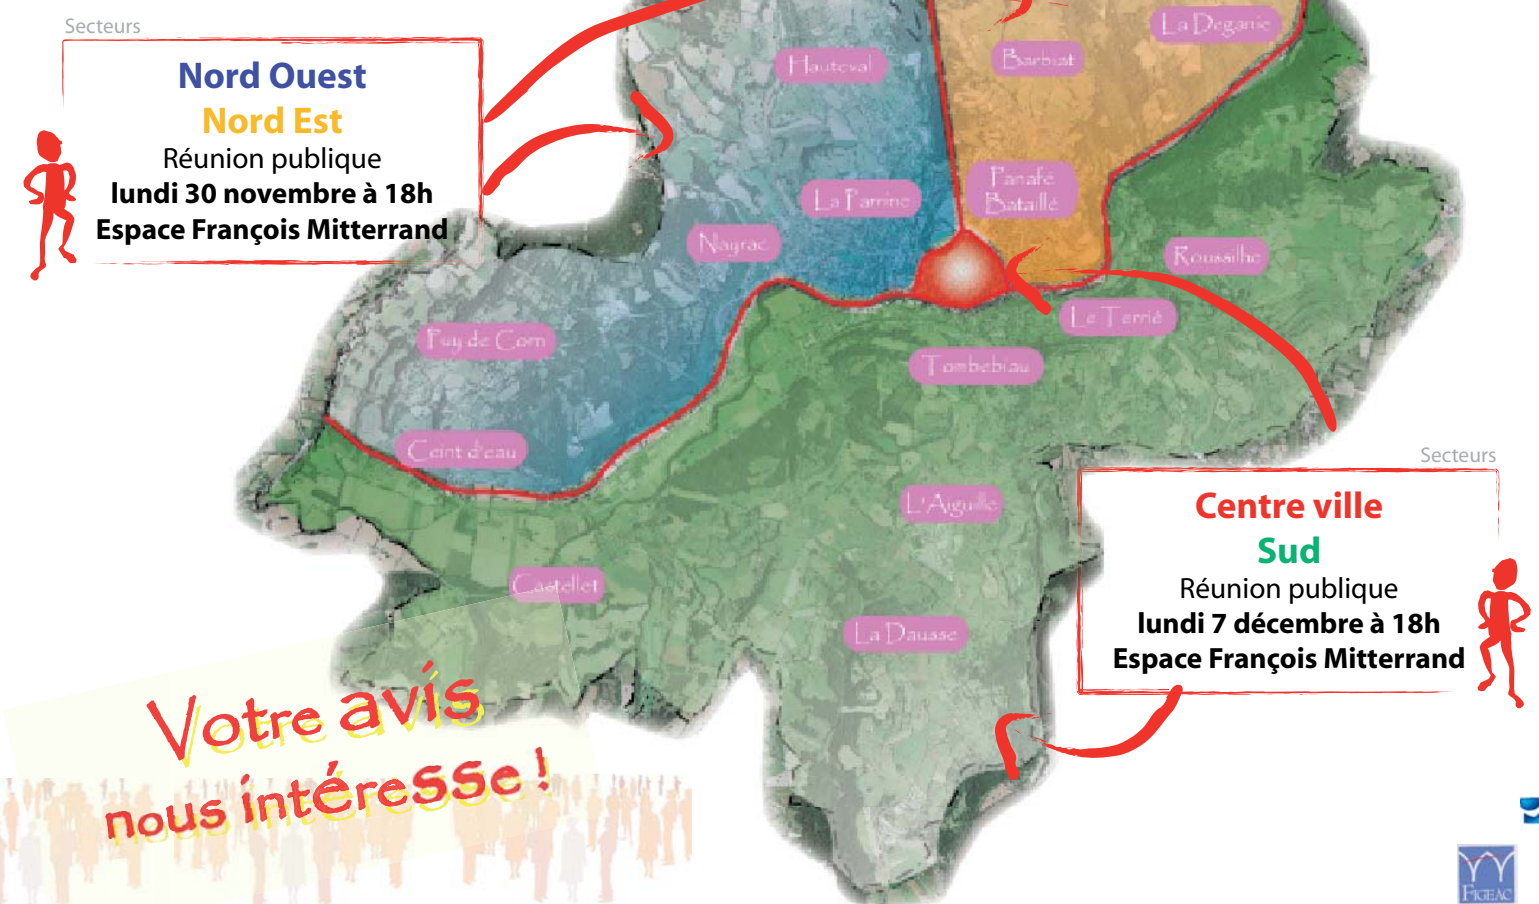 Secteurs
Nord Ouest
Nord Est
Réunion publique
lundi 30 novembre à 18h
Espace François Mitterrand
La Deganie
Barbiat
Hauteval
Panafé
Bataillé
La Parrine
Nayrac
Roussilhe
Le Terrié
Puy de Corn
Tombebiau
Ceint d'eau
L'Aiguille
Castellet
La Dausse
Secteurs
Centre ville
Sud
Réunion publique
lundi 7 décembre à 18h
Espace François Mitterrand
Votre avis
nous intéresse !
FIGEAC